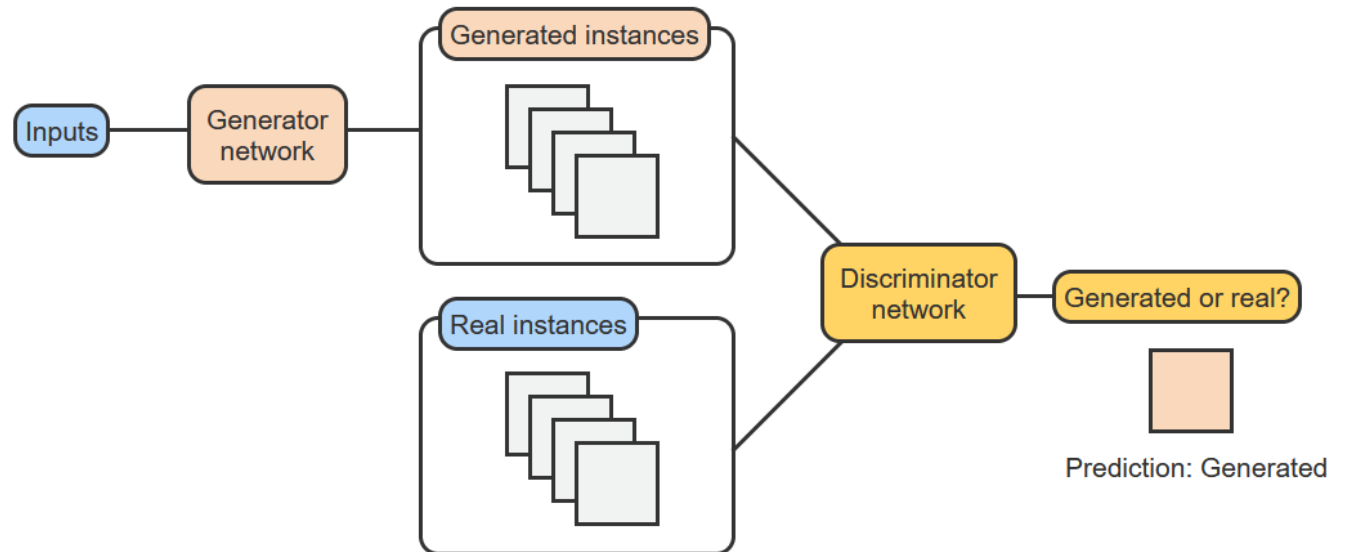 Generated instances
Inputs
Generator
network
Real instances
Discriminator
network
Generated or real?
Prediction: Generated